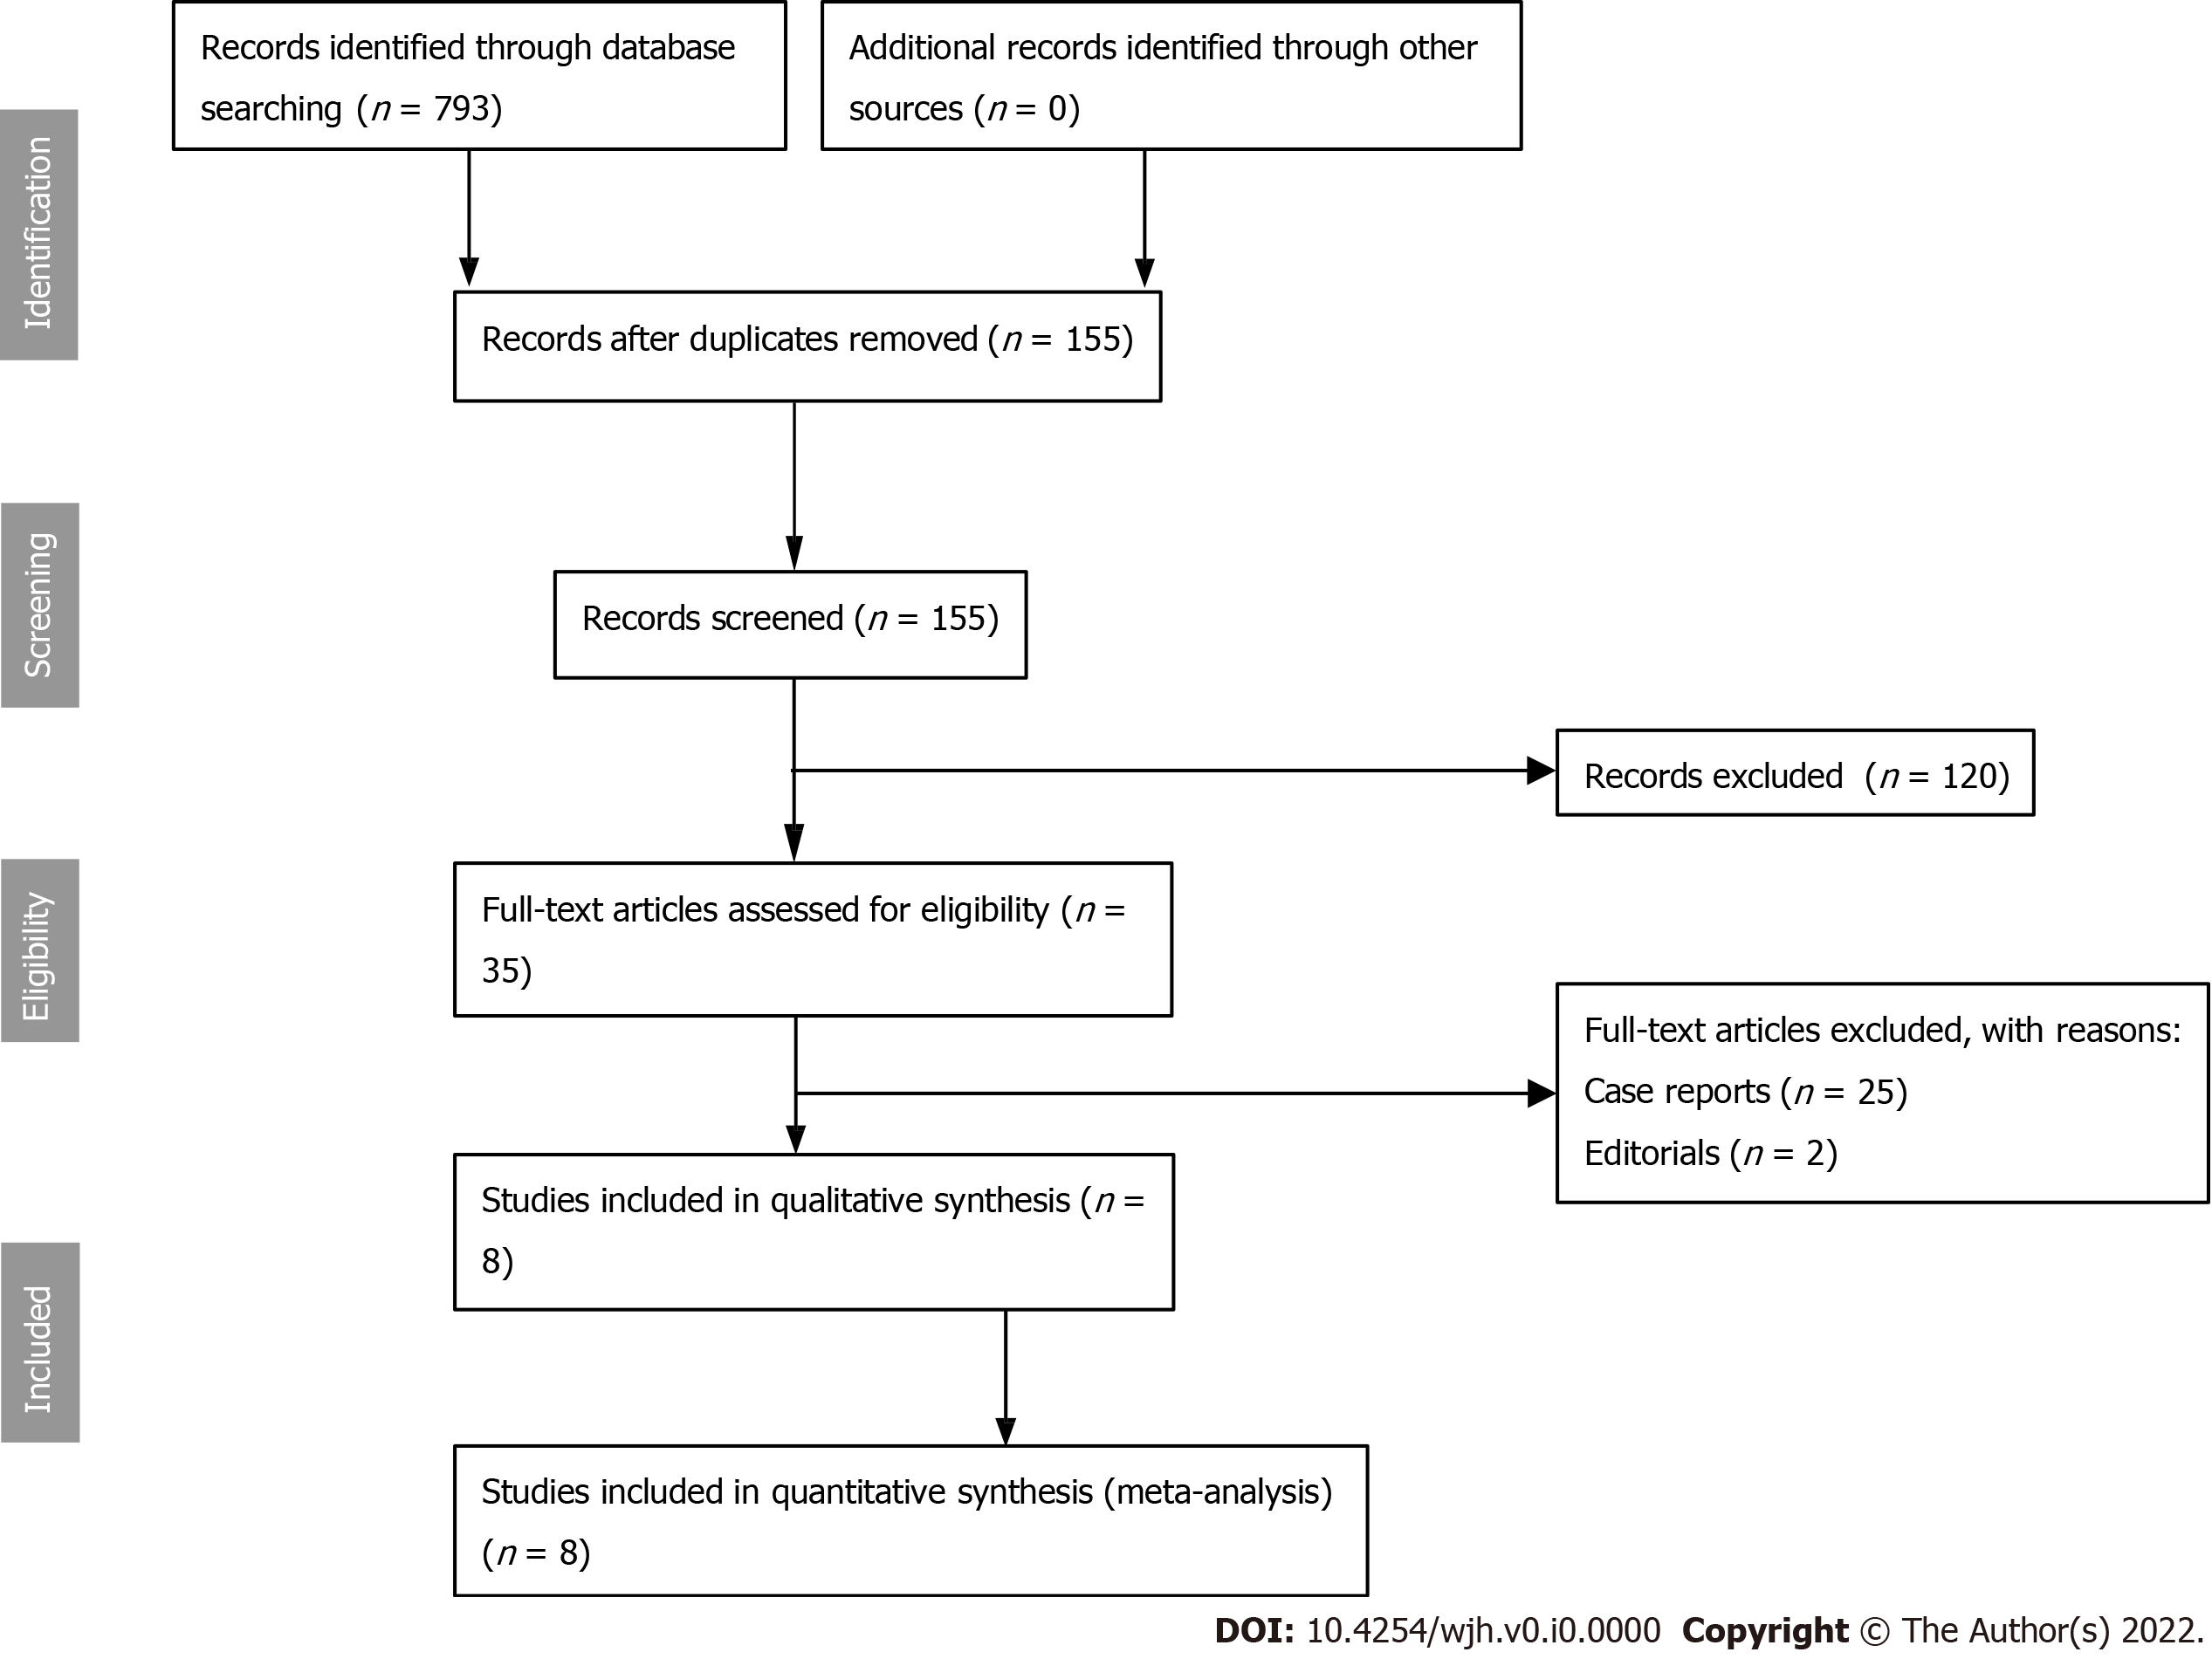 Records identified through database
searching (n = 793)
Additional records identified through other
sources (n = 0)
Identification
Records after duplicates removed (n = 155)
Screening
Records screened (n = 155)
Records excluded (n = 120)
Eligibility
Full-text articles assessed for eligibility (n =
35)
Full-text articles excluded, with reasons:
Case reports (n = 25)
Editorials (n = 2)
Studies included in qualitative synthesis (n =
8)
Included
Studies included in quantitative synthesis (meta-analysis)
(n = 8)
DOI: 10.4254/wjh.v0.i0.0000 Copyright © The Author(s) 2022.